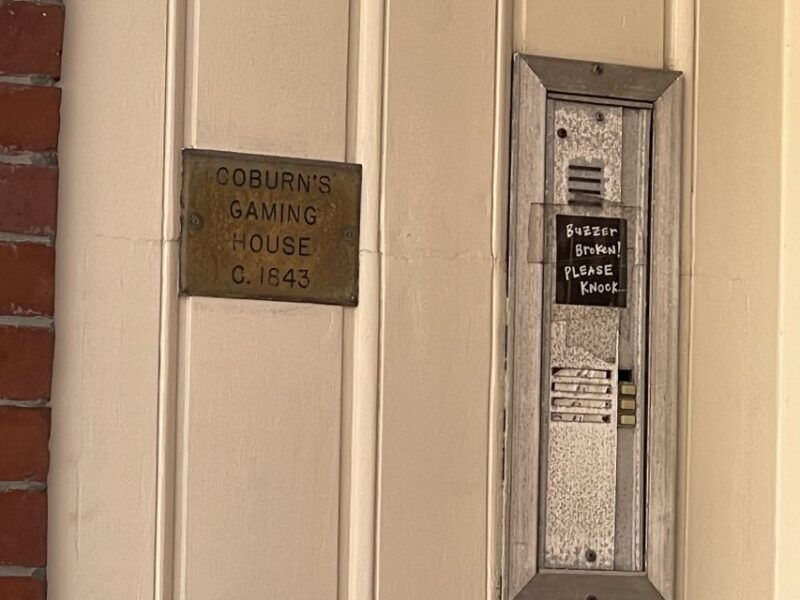 COBURN'S
GAMING
HOUSE
C. 1843
BUZZER
BROKEN!
PLEASE
KNOCK...